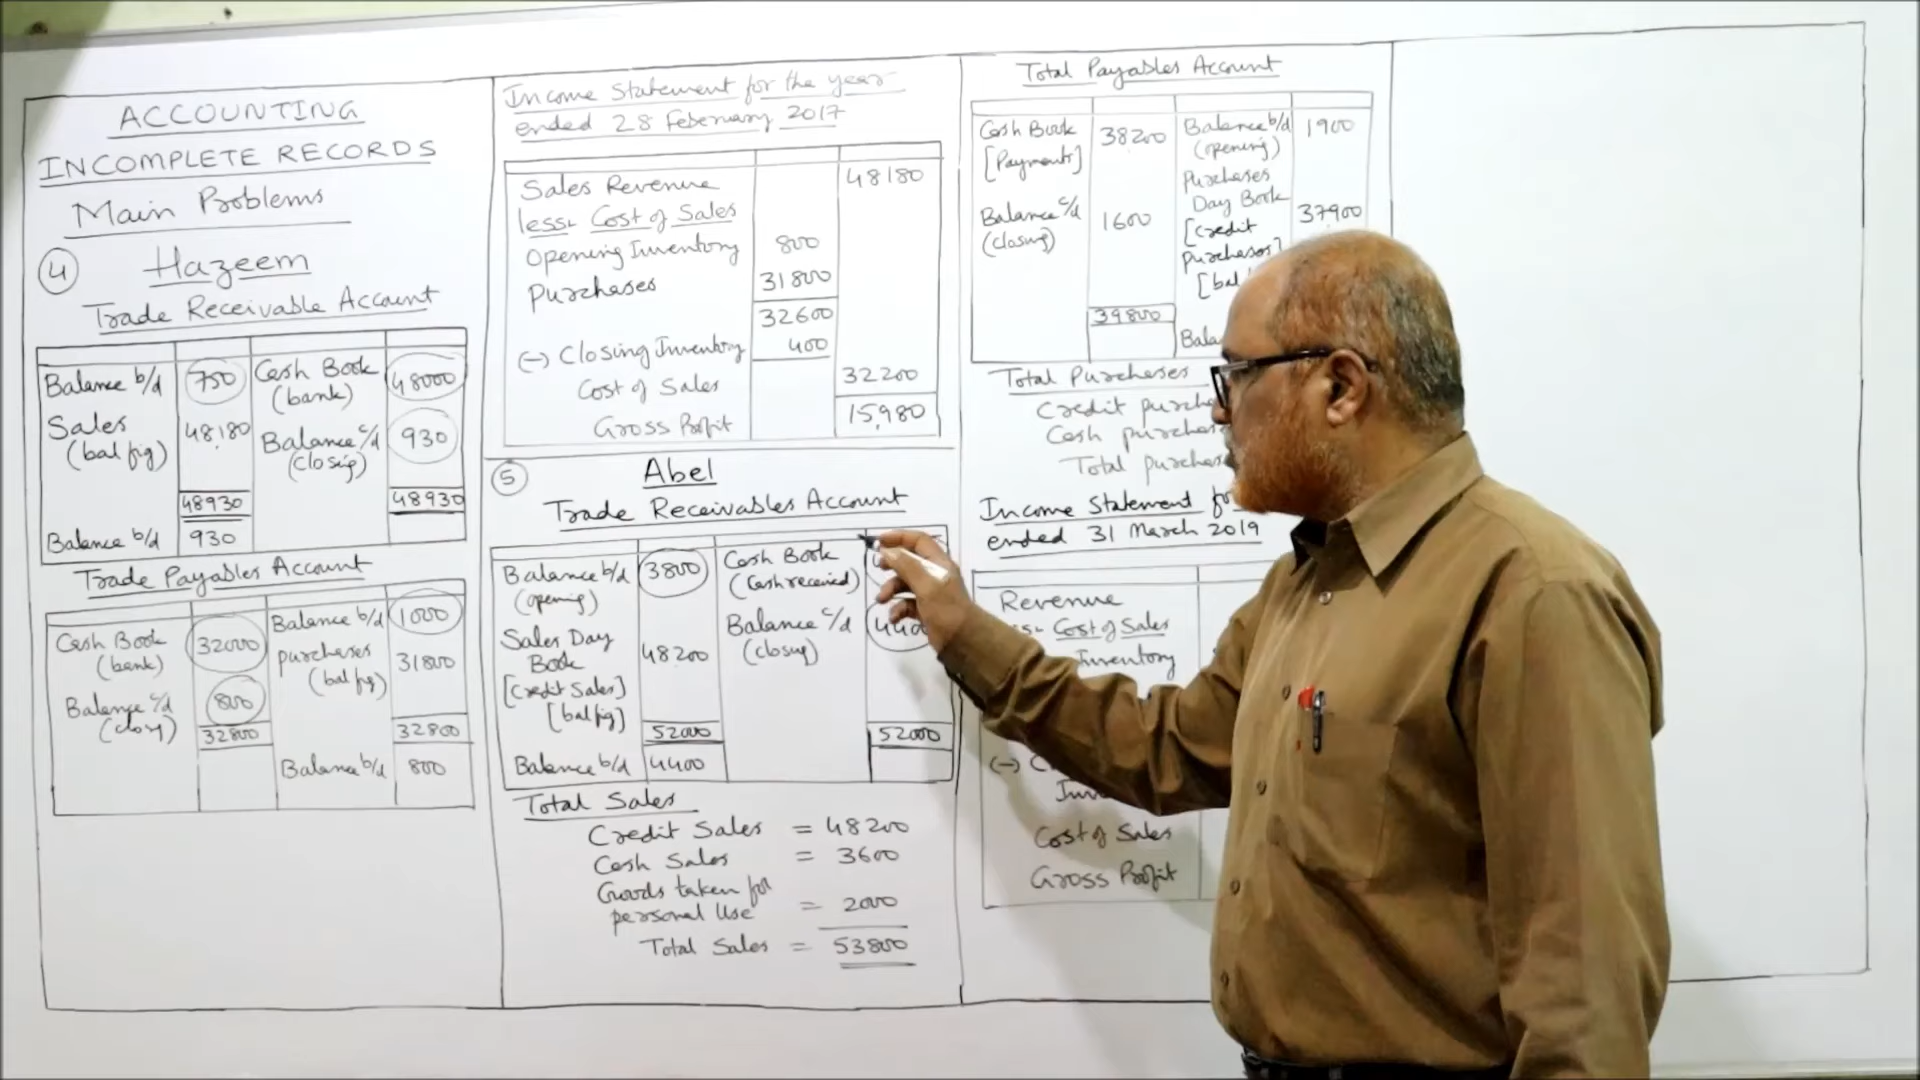 ACCOUNTING
INCOMPLETE RECORDS
Main Problems
4 Hazeem
Trade Receivable Account
Balance b/d 750 Cash Book 48000
(bank)
Sales 48180 Balance c/d 930
(bal fig) (closing)
48930 48930
Balance b/d 930
Trade Payables Account
Cash Book 32000 Balance b/d 1000
(bank) purchases 31800
(bal fig)
Balance c/d 800
(closy)
32800 32800
Balance b/d 800
Income Statement for the year
ended 28 Feberuary 2017
Sales Revenue 48180
less Cost of Sales
Opening Inventory 800
Purchases 31800
32600
(-) Closing Inventory 400
Cost of Sales 32200
Gross Profit 15,980
5 Abel
Trade Receivables Account
Balance b/d 3800 Cash Book
(opening) (Cash received)
Sales Day 48200 Balance c/d
Book (closing)
[Credit Sales]
[bal fig]
52000 52000
Balance b/d 4400
Total Sales
Credit Sales = 48200
Cash Sales = 3600
Goods taken for
personal Use = 2000
Total Sales = 53800
Total Payables Account
Cash Book 38200 Balance b/d 1900
[Payments] (opening)
Balance c/d 1600 Purchases
(closing) Day Book 37900
[Credit
Purchases]
[bal
39800
Total Purchases
Credit
Cash
Total
Income Statement for
ended 31 March 2019
Revenue
Cost of Sales
Inventory
(-)
Cost of Sales
Gross Profit